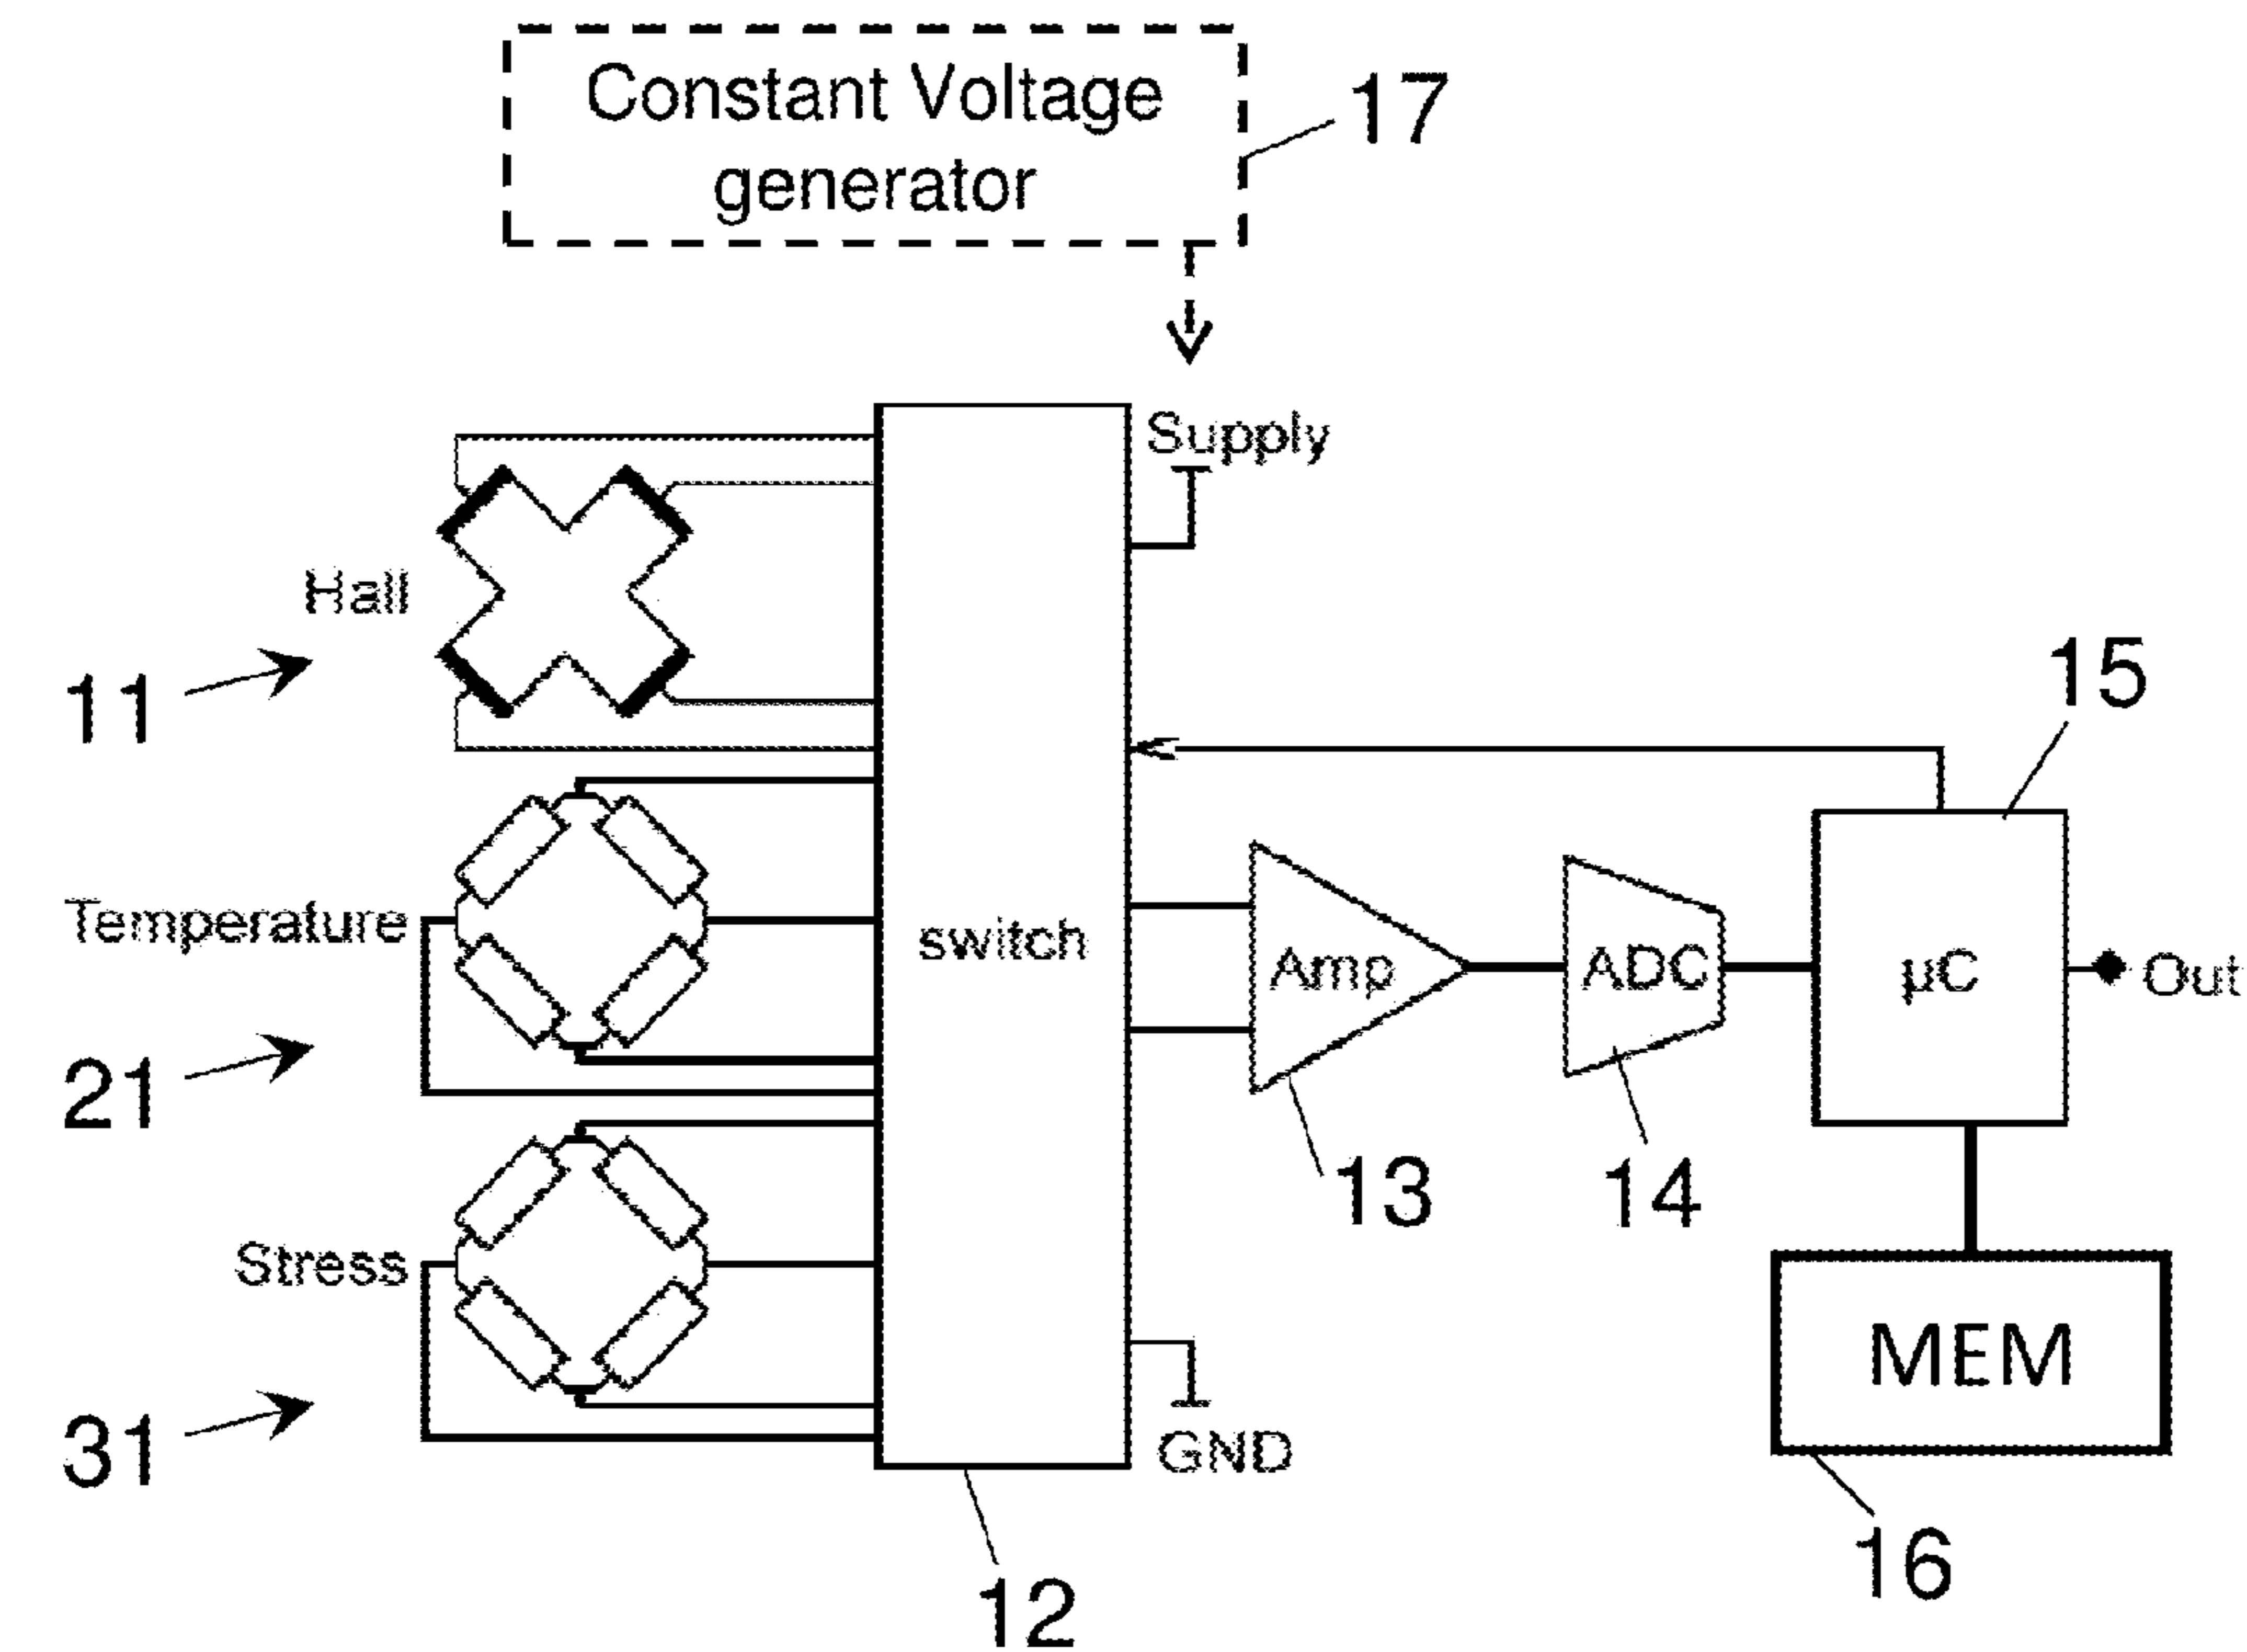 Constant Voltage
generator
17
Supply
Hall
11
15
Temperature
switch
Amp
ADC
µC
Out
21
13
14
Stress
MEM
31
GND
16
12